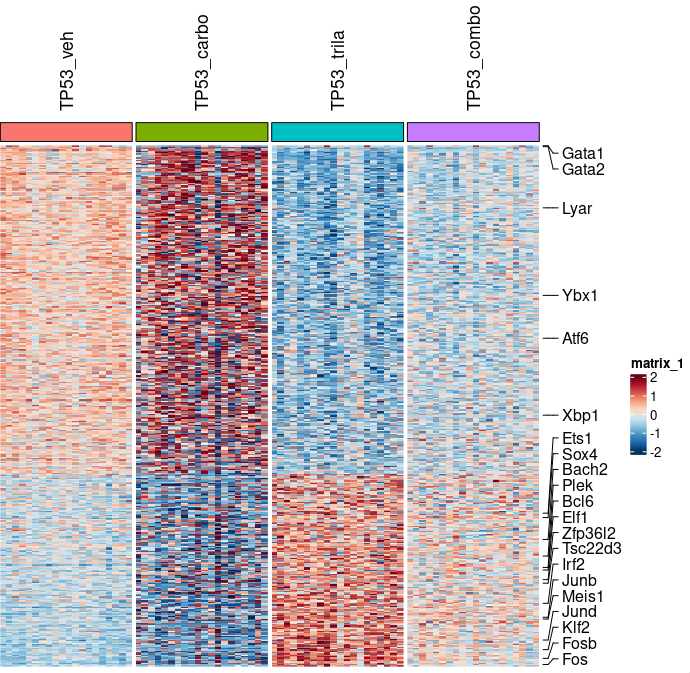 TP53_veh
TP53_carbo
TP53_trila
TP53_combo
Gata1
Gata2
Lyar
Ybx1
Atf6
Xbp1
Ets1
Sox4
Bach2
Plek
Bcl6
Elf1
Zfp36l2
Tsc22d3
Irf2
Junb
Meis1
Jund
Klf2
Fosb
Fos
matrix_1
2
1
0
-1
-2